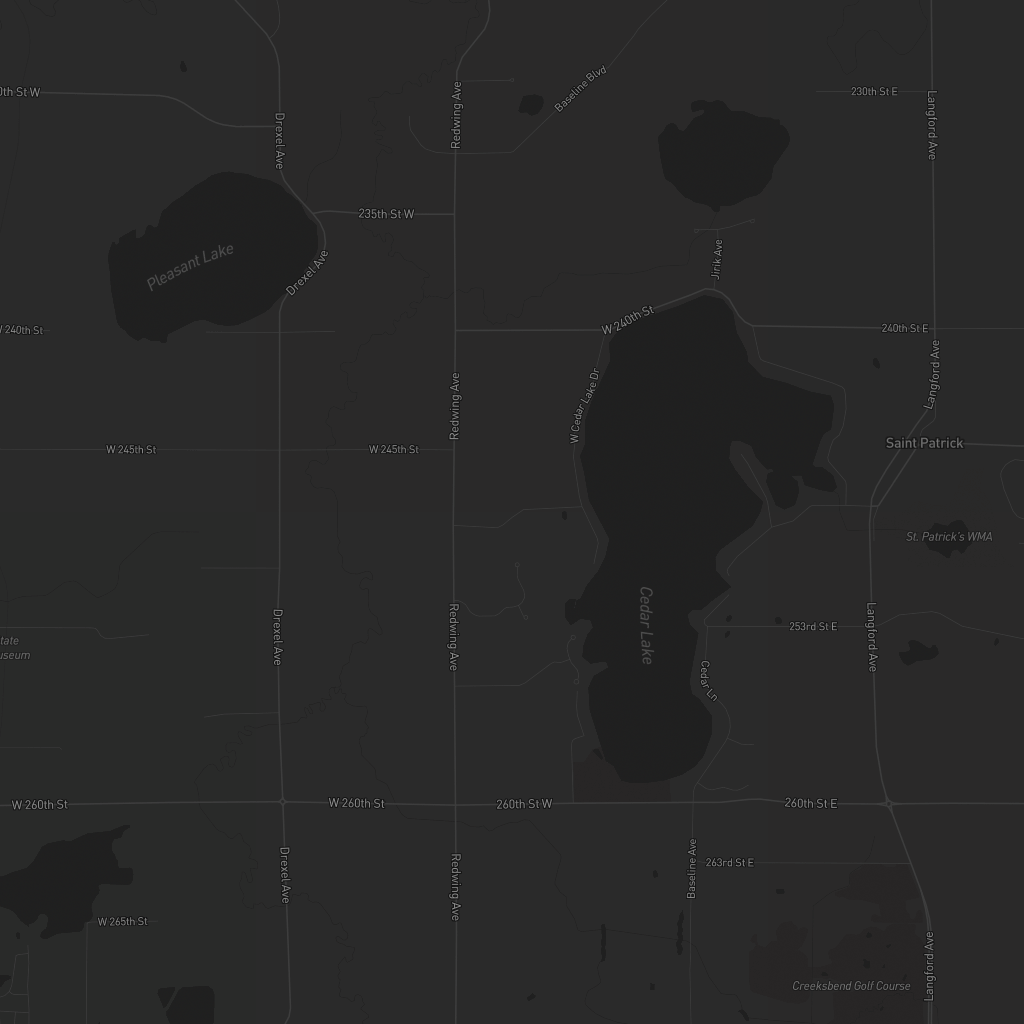 0th St W
Drexel Ave
Redwing Ave
Baseline Blvd
230th St E
Langford Ave
235th St W
Pleasant Lake
Drexel Ave
Jirik Ave
W 240th St
W 240th St
240th St E
Redwing Ave
W Cedar Lake Dr
Langford Ave
W 245th St
W 245th St
Saint Patrick
St. Patrick's WMA
Cedar Lake
253rd St E
Drexel Ave
Redwing Ave
Langford Ave
tate
useum
Cedar Ln
W 260th St
W 260th St
260th St W
260th St E
Drexel Ave
Redwing Ave
Baseline Ave
263rd St E
W 265th St
Langford Ave
Creeksbend Golf Course